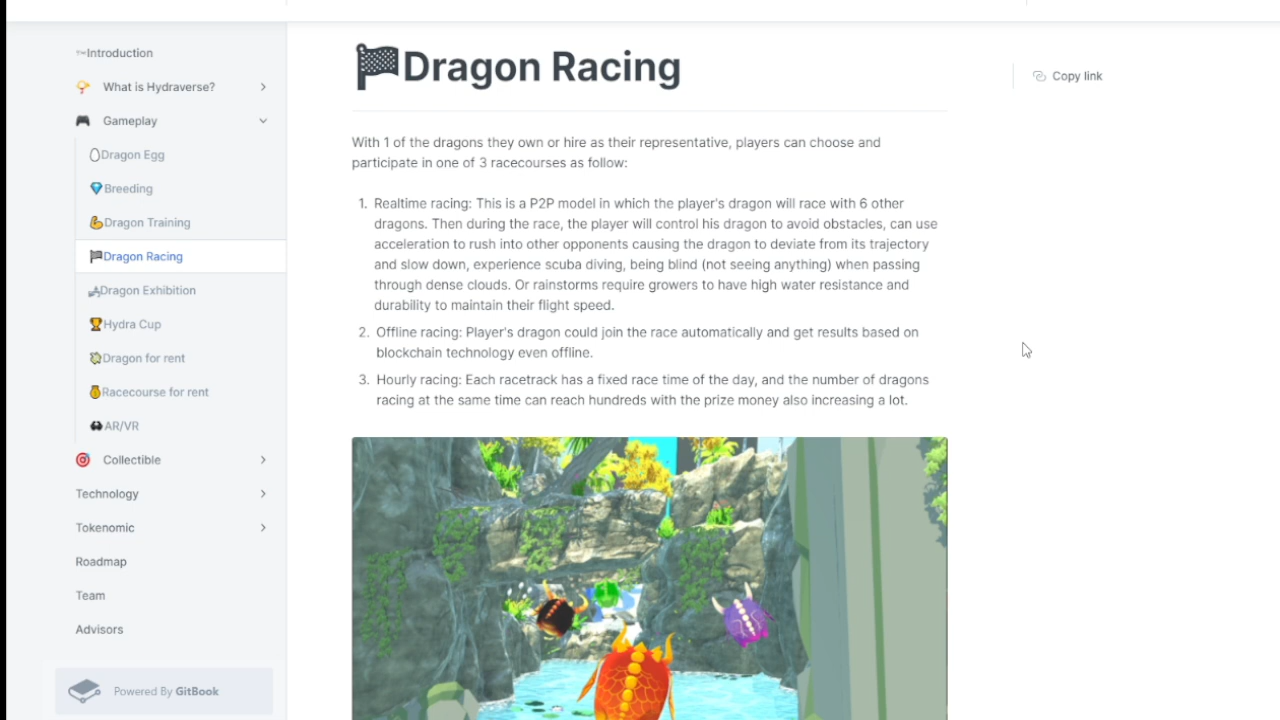 Introduction
What is Hydraverse?
Gameplay
Dragon Egg
Breeding
Dragon Training
Dragon Racing
Dragon Exhibition
Hydra Cup
Dragon for rent
Racecourse for rent
AR/VR
Collectible
Technology
Tokenomic
Roadmap
Team
Advisors
Powered By GitBook
Dragon Racing
Copy link
With 1 of the dragons they own or hire as their representative, players can choose and
participate in one of 3 racecourses as follow:
1. Realtime racing: This is a P2P model in which the player's dragon will race with 6 other
dragons. Then during the race, the player will control his dragon to avoid obstacles, can use
acceleration to rush into other opponents causing the dragon to deviate from its trajectory
and slow down, experience scuba diving, being blind (not seeing anything) when passing
through dense clouds. Or rainstorms require growers to have high water resistance and
durability to maintain their flight speed.
2. Offline racing: Player's dragon could join the race automatically and get results based on
blockchain technology even offline.
3. Hourly racing: Each racetrack has a fixed race time of the day, and the number of dragons
racing at the same time can reach hundreds with the prize money also increasing a lot.